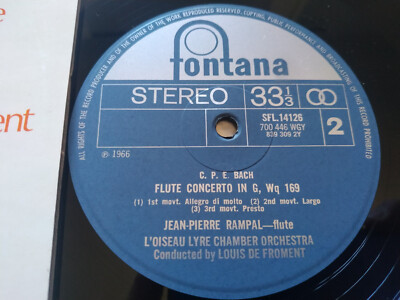 e
ent
ALL RIGHTS OF THE RECORD PRODUCER AND OF THE OWNER OF THE WORK REPRODUCED RESERVED. COPYING, PUBLIC PERFORMANCE AND BROADCASTING OF THIS RECORD PROHIBITED
fontana
STEREO 33 1/3
SFL.14126
700 446 WGY
839 309 2Y
2
℗ 1966
C. P. E. BACH
FLUTE CONCERTO IN G, Wq 169
(1) 1st movt. Allegro di molto (2) 2nd movt. Largo
(3) 3rd movt. Presto
JEAN-PIERRE RAMPAL—flute
L'OISEAU LYRE CHAMBER ORCHESTRA
Conducted by LOUIS DE FROMENT